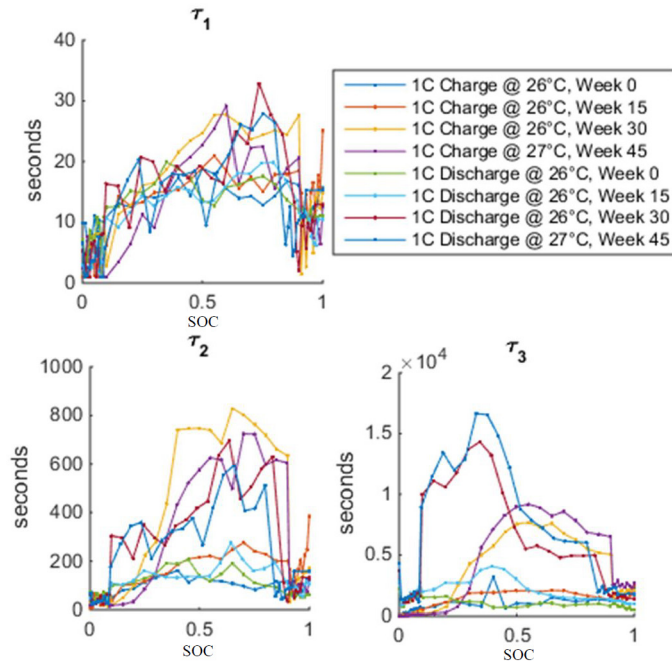 τ1
40
30
20
10
0
seconds
0 0.5 1
SOC
1C Charge @ 26°C, Week 0
1C Charge @ 26°C, Week 15
1C Charge @ 26°C, Week 30
1C Charge @ 27°C, Week 45
1C Discharge @ 26°C, Week 0
1C Discharge @ 26°C, Week 15
1C Discharge @ 26°C, Week 30
1C Discharge @ 27°C, Week 45
τ2
1000
800
600
400
200
0
seconds
0 0.5 1
SOC
τ3
× 10^4
2
1.5
1
0.5
0
seconds
0 0.5 1
SOC